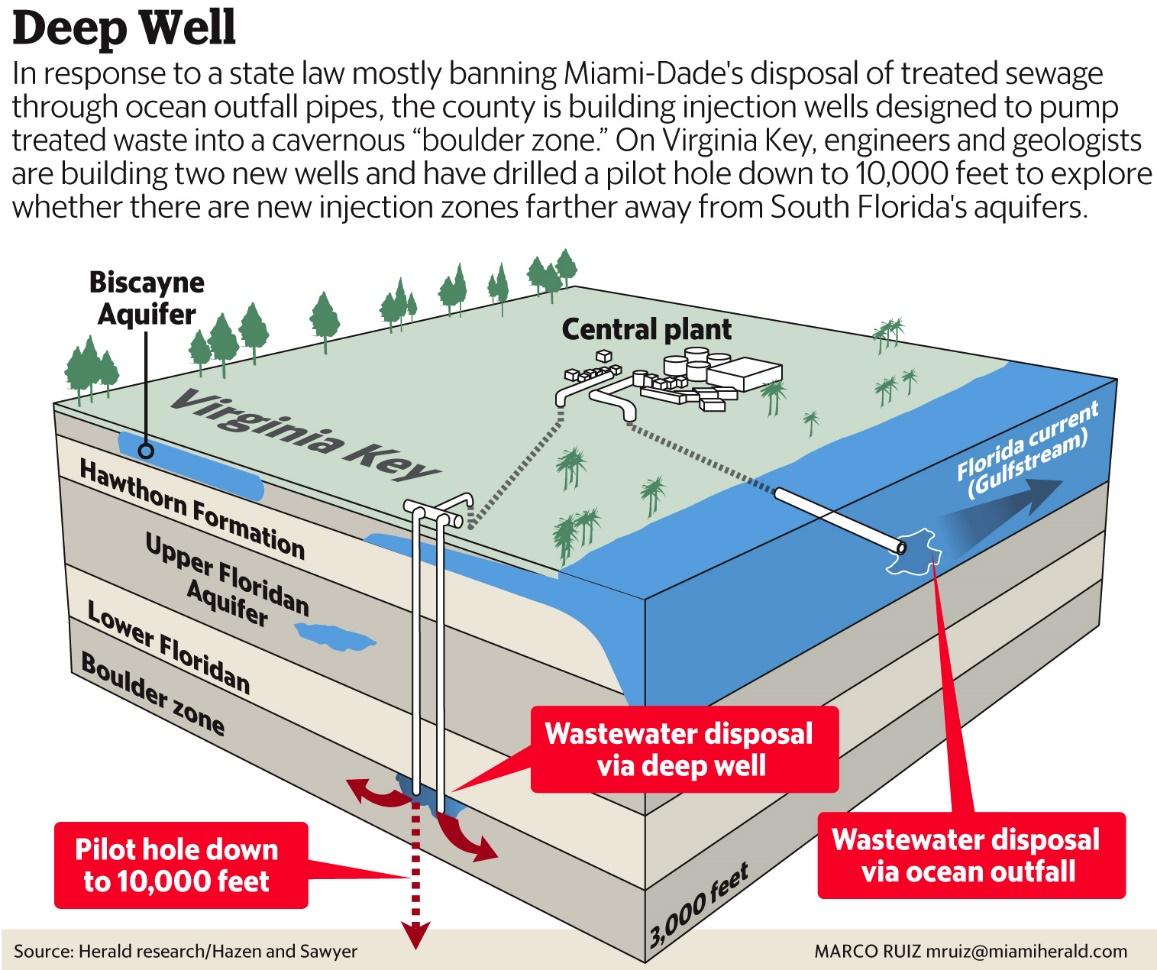 Deep Well
In response to a state law mostly banning Miami-Dade's disposal of treated sewage
through ocean outfall pipes, the county is building injection wells designed to pump
treated waste into a cavernous “boulder zone.” On Virginia Key, engineers and geologists
are building two new wells and have drilled a pilot hole down to 10,000 feet to explore
whether there are new injection zones farther away from South Florida's aquifers.
Biscayne
Aquifer
Central plant
Virginia Key
Florida current
(Gulfstream)
Hawthorn Formation
Upper Floridan
Aquifer
Lower Floridan
Boulder zone
Wastewater disposal
via deep well
Pilot hole down
to 10,000 feet
Wastewater disposal
via ocean outfall
3,000 feet
Source: Herald research/Hazen and Sawyer
MARCO RUIZ mruiz@miamiherald.com